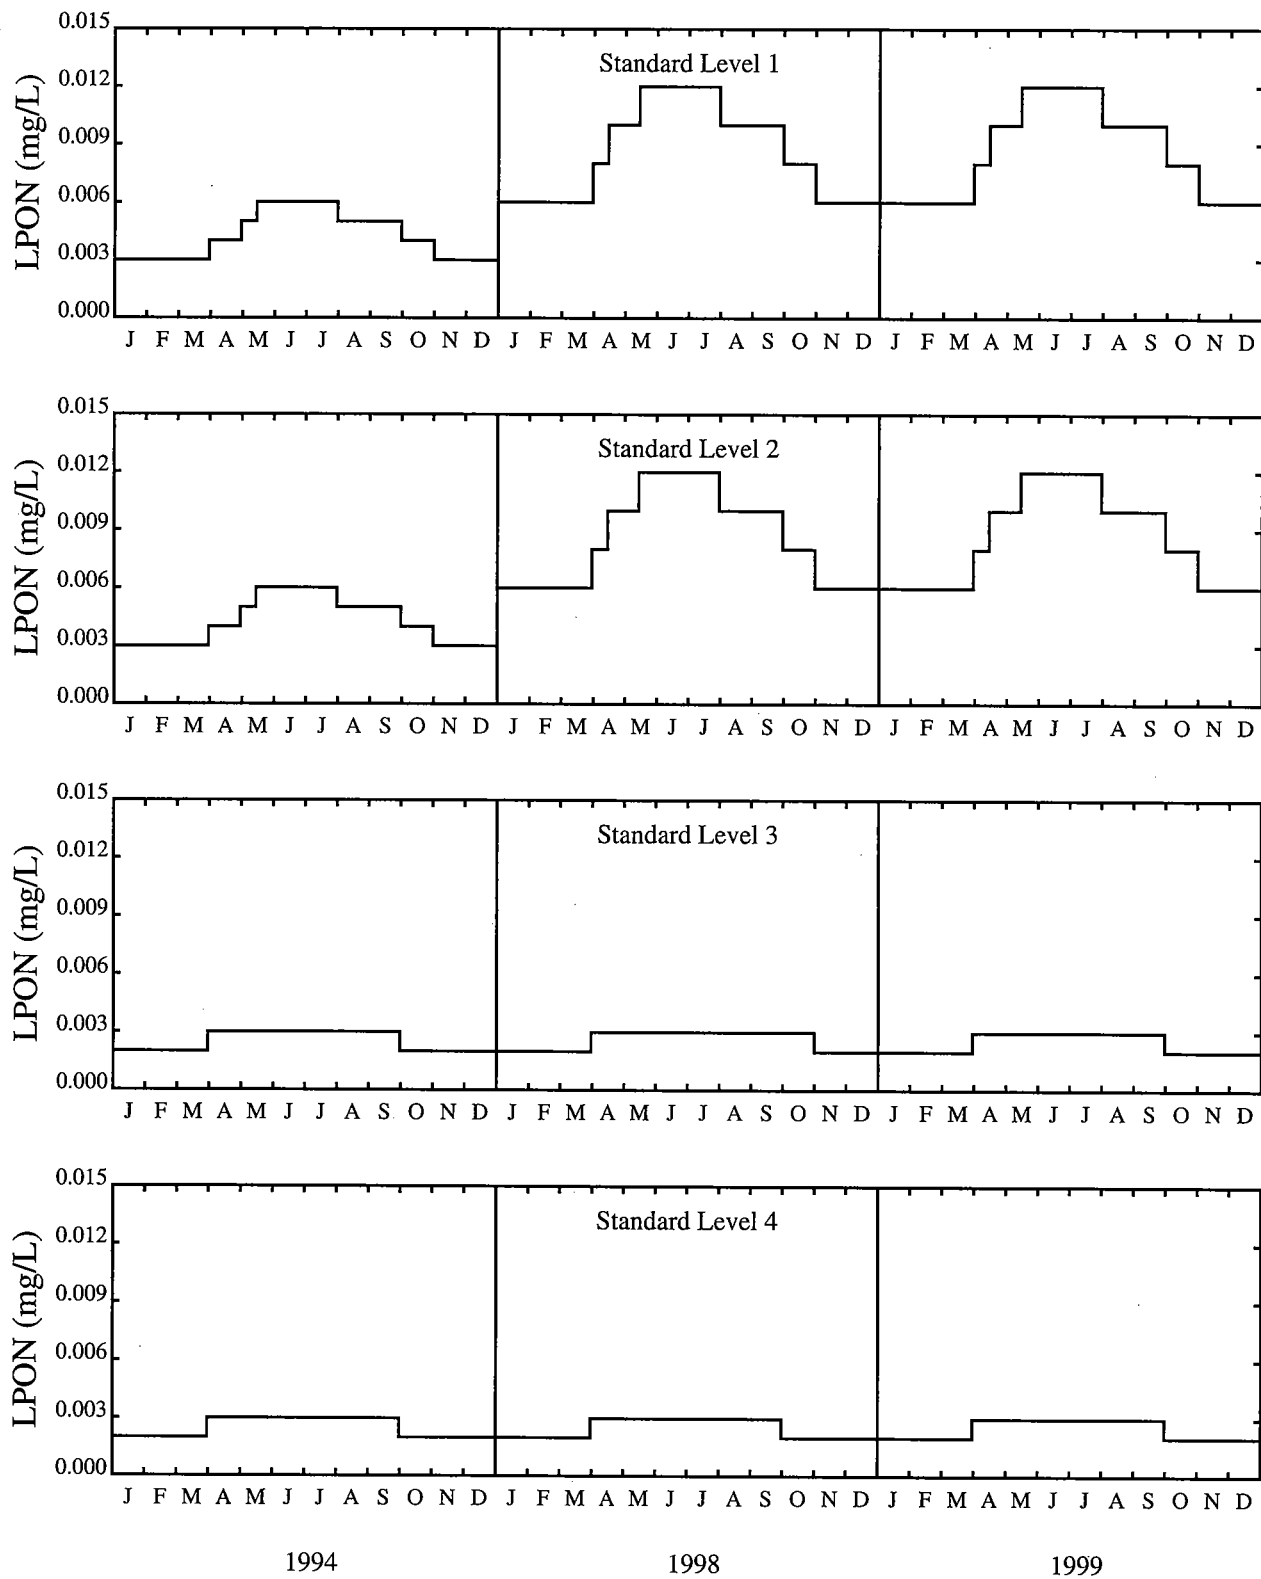 0.015
0.012
0.009
0.006
0.003
0.000
LPON (mg/L)
Standard Level 1
J F M A M J J A S O N D J F M A M J J A S O N D J F M A M J J A S O N D
0.015
0.012
0.009
0.006
0.003
0.000
LPON (mg/L)
Standard Level 2
J F M A M J J A S O N D J F M A M J J A S O N D J F M A M J J A S O N D
0.015
0.012
0.009
0.006
0.003
0.000
LPON (mg/L)
Standard Level 3
J F M A M J J A S O N D J F M A M J J A S O N D J F M A M J J A S O N D
0.015
0.012
0.009
0.006
0.003
0.000
LPON (mg/L)
Standard Level 4
J F M A M J J A S O N D J F M A M J J A S O N D J F M A M J J A S O N D
1994 1998 1999